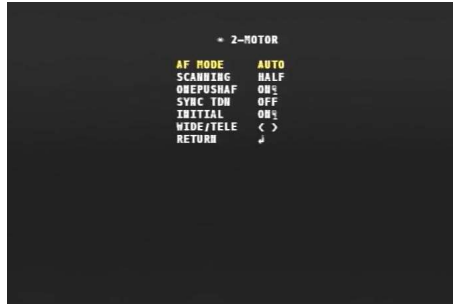 * 2-MOTOR
AF MODE AUTO
SCANNING HALF
ONEPUSHAF ON↵
SYNC TDN OFF
INITIAL ON↵
WIDE/TELE < >
RETURN ↵